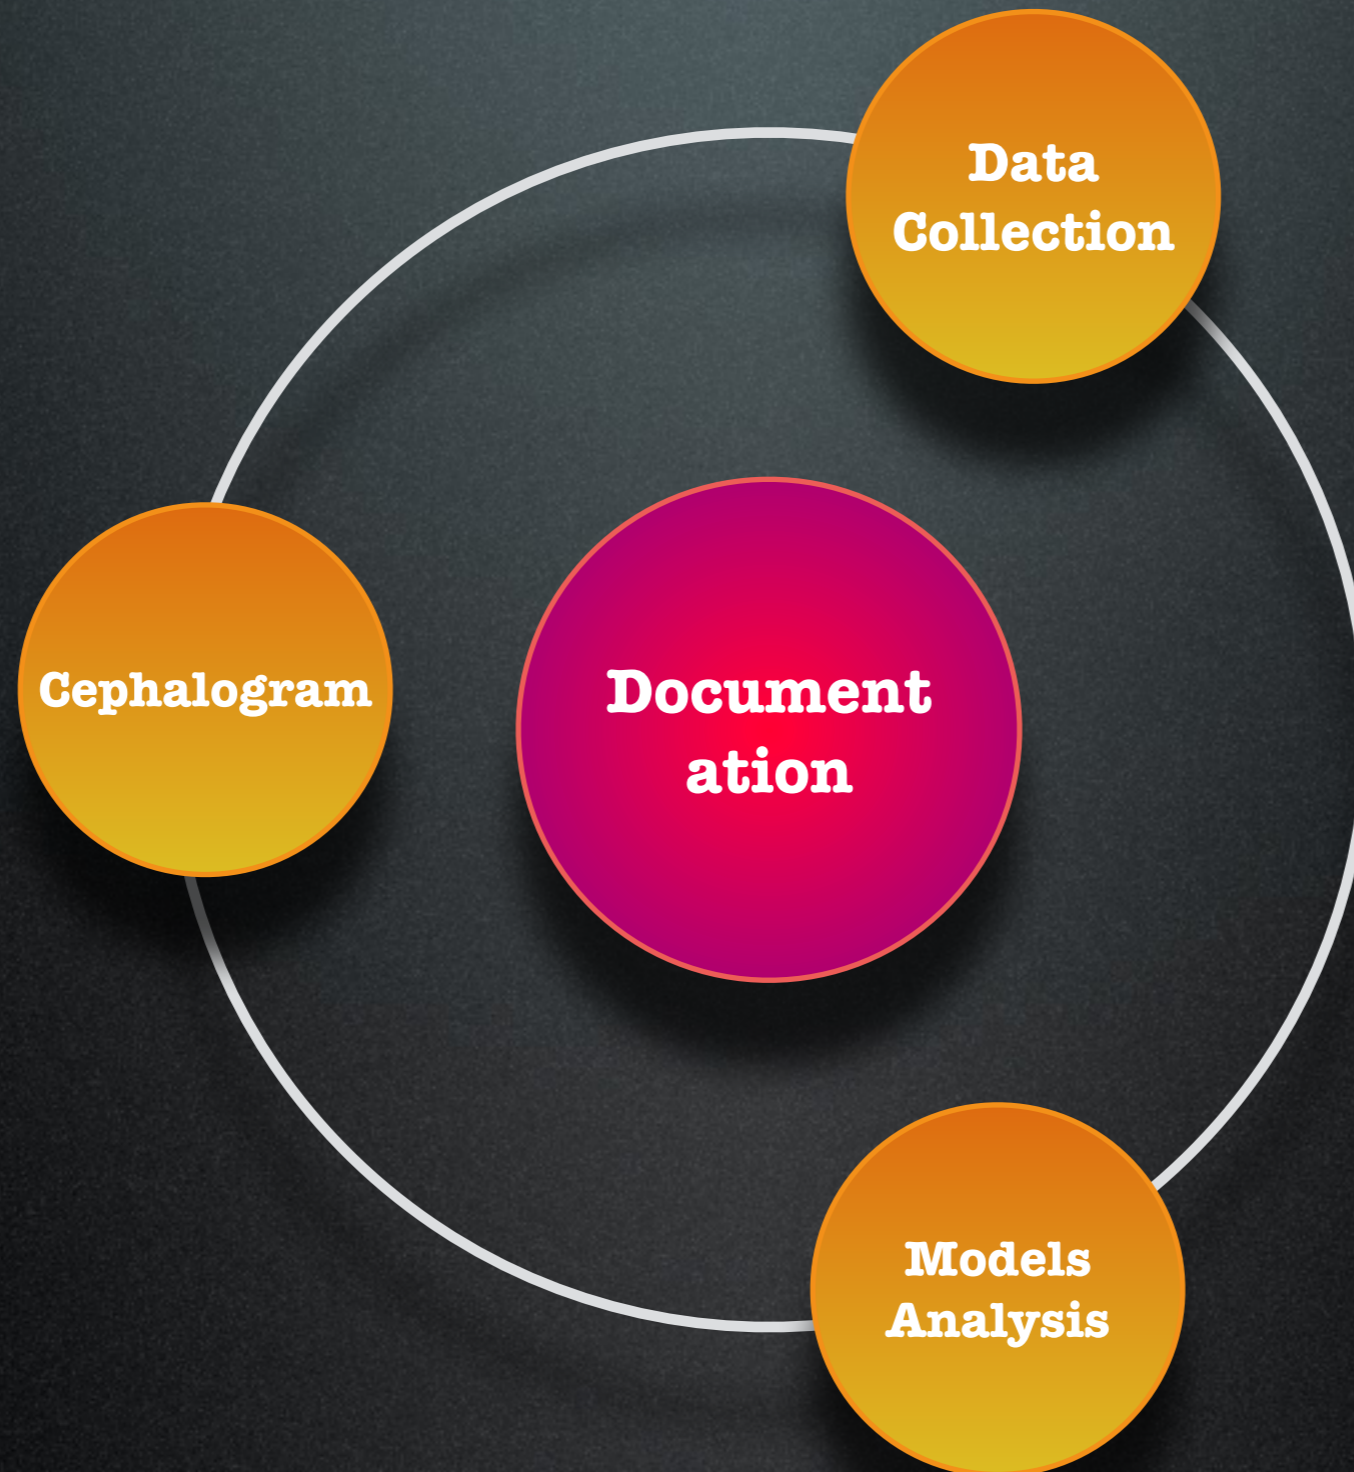 Data
Collection
Cephalogram
Document
ation
Models
Analysis